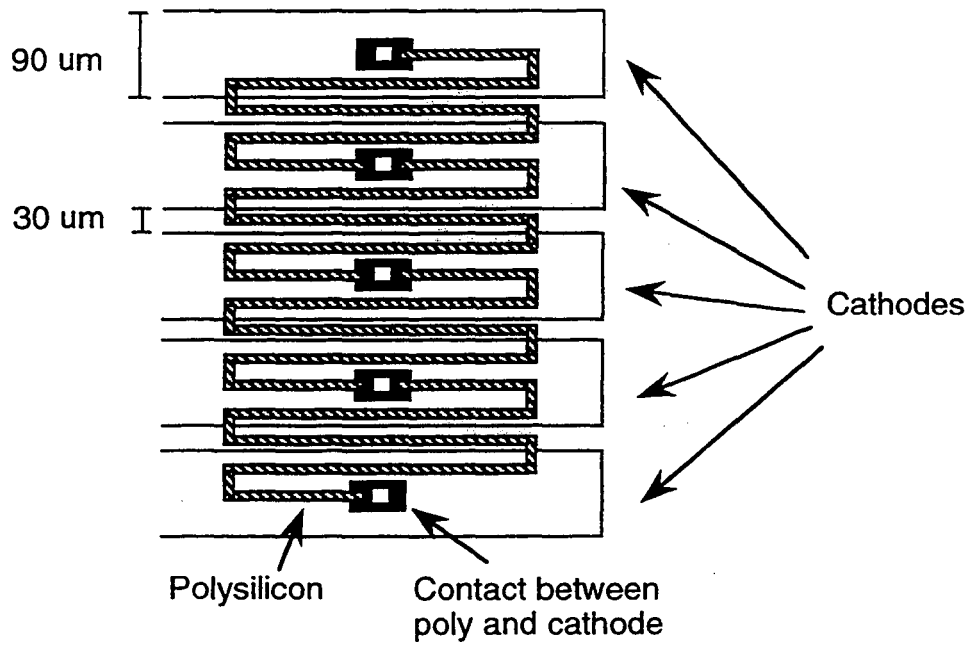 90 um
30 um
Cathodes
Polysilicon
Contact between
poly and cathode